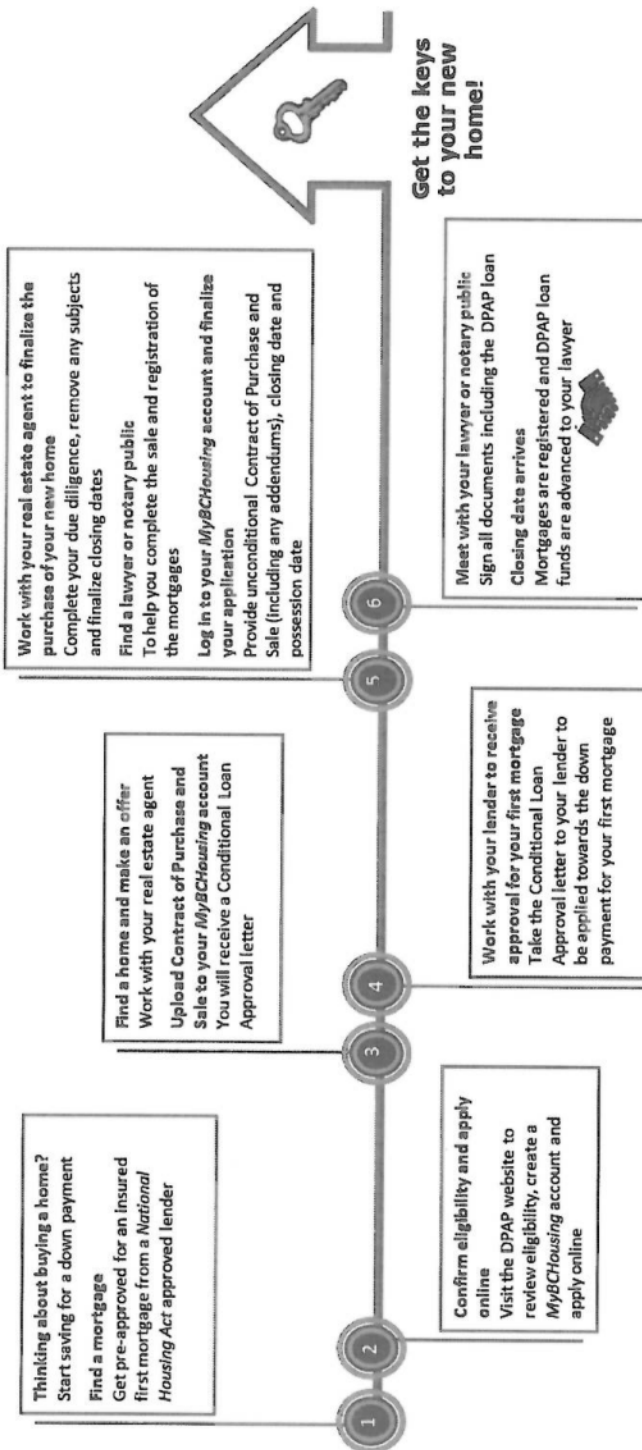 1
Thinking about buying a home?
Start saving for a down payment
Find a mortgage
Get pre-approved for an insured
first mortgage from a National
Housing Act approved lender
2
Confirm eligibility and apply
online
Visit the DPAP website to
review eligibility, create a
MyBCHousing account and
apply online
3
Find a home and make an offer
Work with your real estate agent
Upload Contract of Purchase and
Sale to your MyBCHousing account
You will receive a Conditional Loan
Approval letter
4
Work with your lender to receive
approval for your first mortgage
Take the Conditional Loan
Approval letter to your lender to
be applied towards the down
payment for your first mortgage
5
Work with your real estate agent to finalize the
purchase of your new home
Complete your due diligence, remove any subjects
and finalize closing dates
Find a lawyer or notary public
To help you complete the sale and registration of
the mortgages
Log in to your MyBCHousing account and finalize
your application
Provide unconditional Contract of Purchase and
Sale (including any addendums), closing date and
possession date
6
Meet with your lawyer or notary public
Sign all documents including the DPAP loan
Closing date arrives
Mortgages are registered and DPAP loan
funds are advanced to your lawyer
Get the keys
to your new
home!